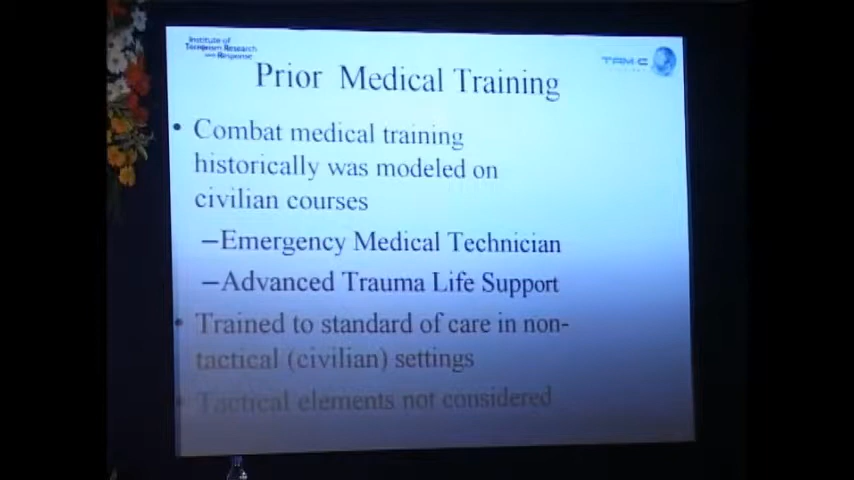 Institute of
Terrorism Research
and Response
TAM-C
Prior Medical Training
• Combat medical training
historically was modeled on
civilian courses
–Emergency Medical Technician
–Advanced Trauma Life Support
• Trained to standard of care in non-
tactical (civilian) settings
• Tactical elements not considered